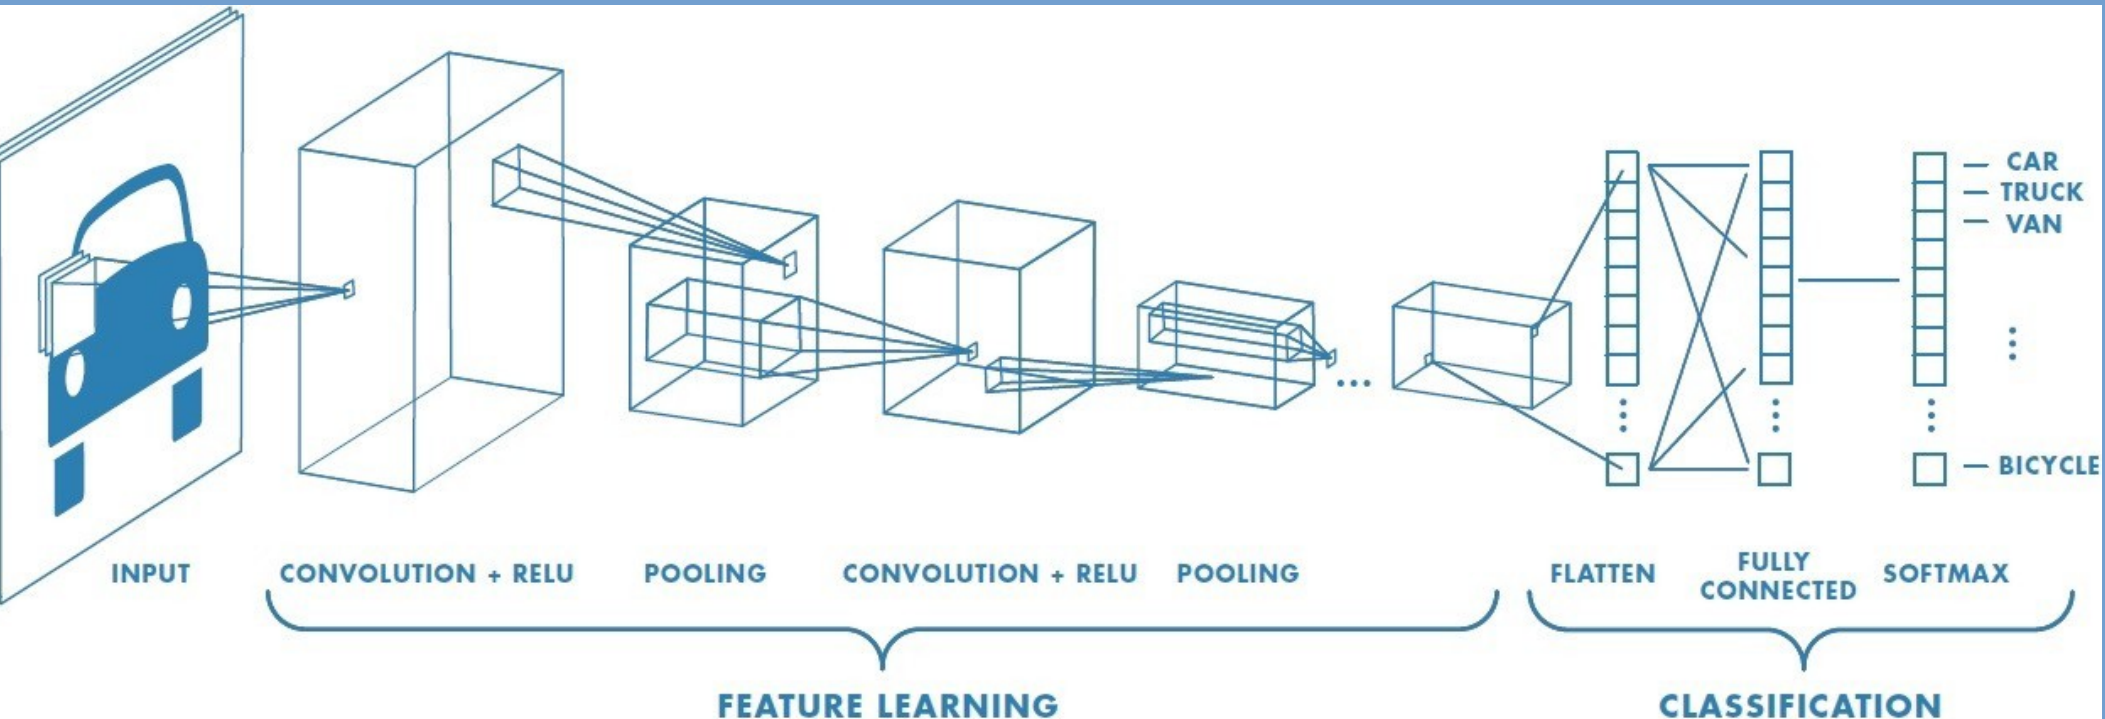 CAR
TRUCK
VAN
BICYCLE
INPUT
CONVOLUTION + RELU
POOLING
CONVOLUTION + RELU
POOLING
FLATTEN
FULLY
CONNECTED
SOFTMAX
FEATURE LEARNING
CLASSIFICATION